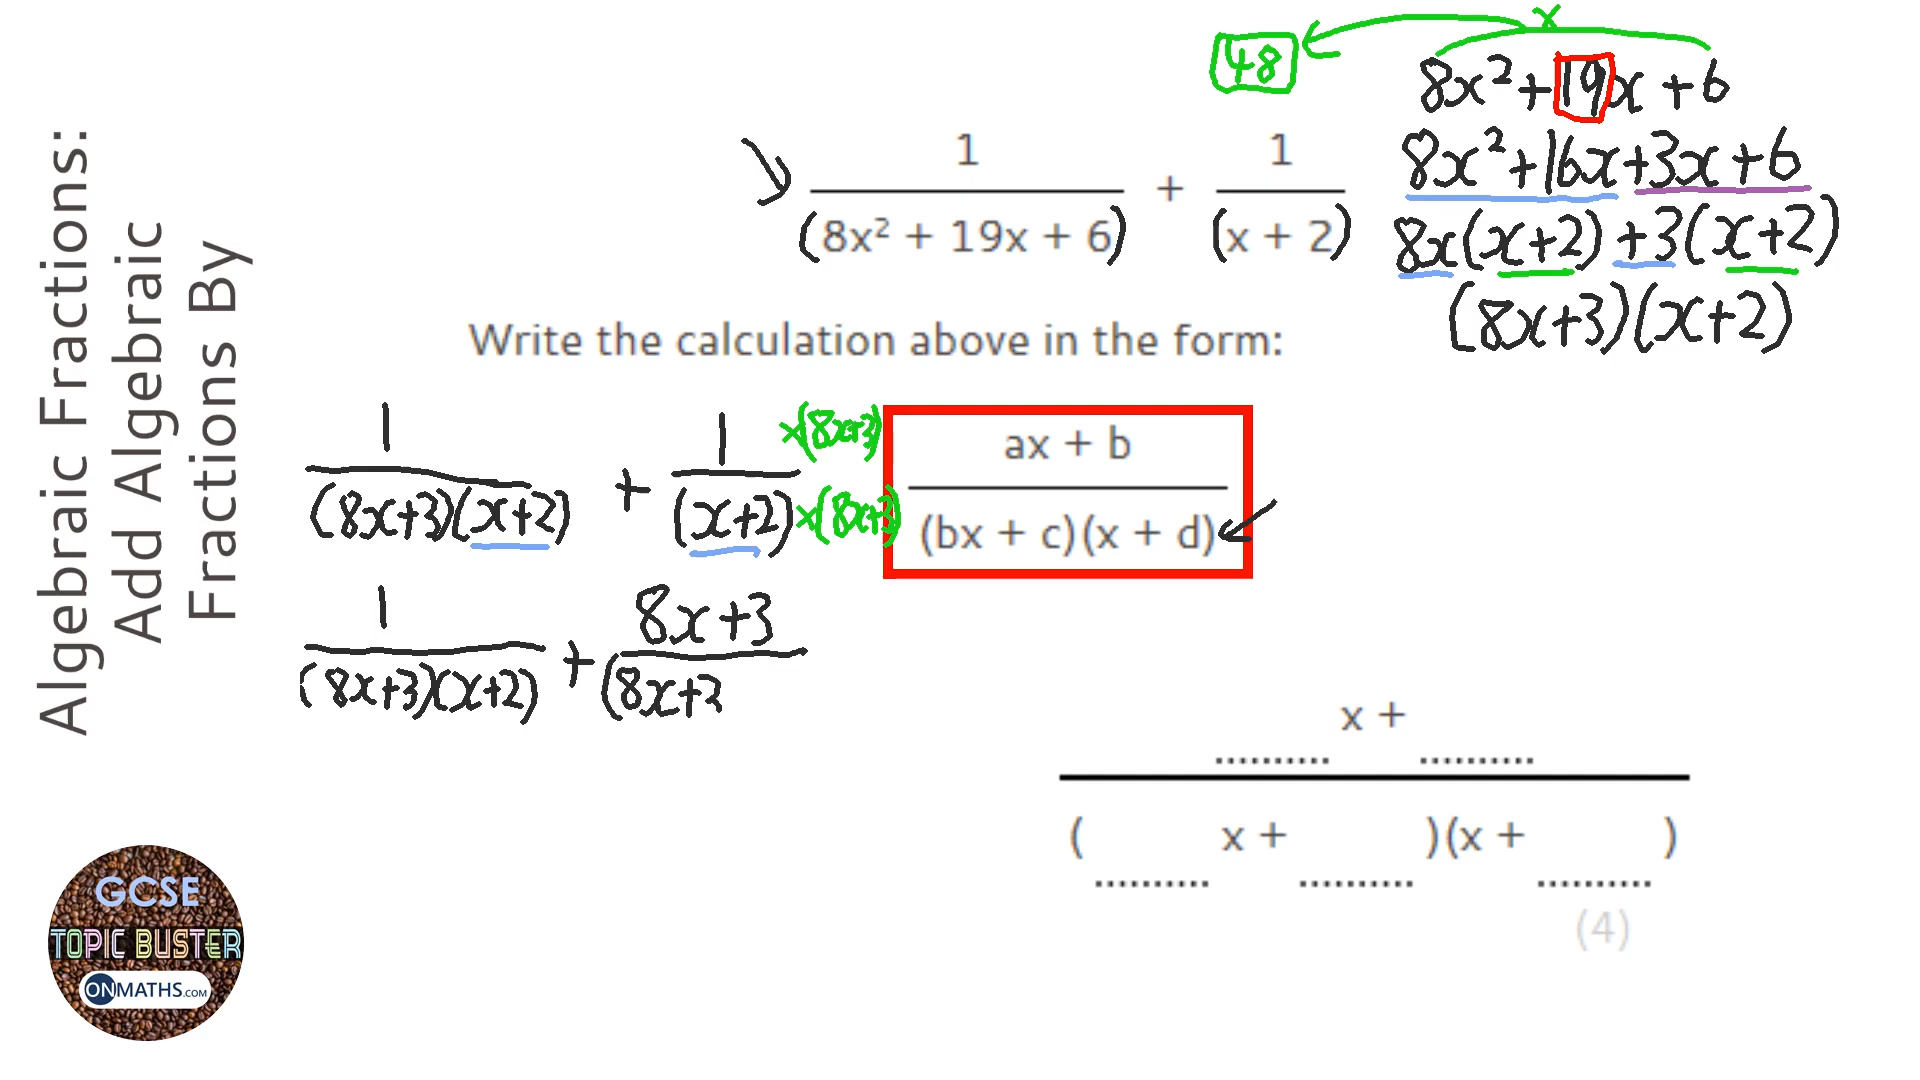 Algebraic Fractions:
Add Algebraic
Fractions By
48
x
8x² + 19x + 6
8x² + 16x + 3x + 6
8x(x+2) + 3(x+2)
(8x+3)(x+2)
1 + 1
(8x² + 19x + 6) (x + 2)
Write the calculation above in the form:
1 + 1 ×(8x+3)
(8x+3)(x+2) (x+2) ×(8x+3)
ax + b
(bx + c)(x + d)
1 + 8x+3
(8x+3)(x+2) (8x+3
x +
( x + )(x + )
(4)
GCSE
TOPIC BUSTER
ONMATHS.COM